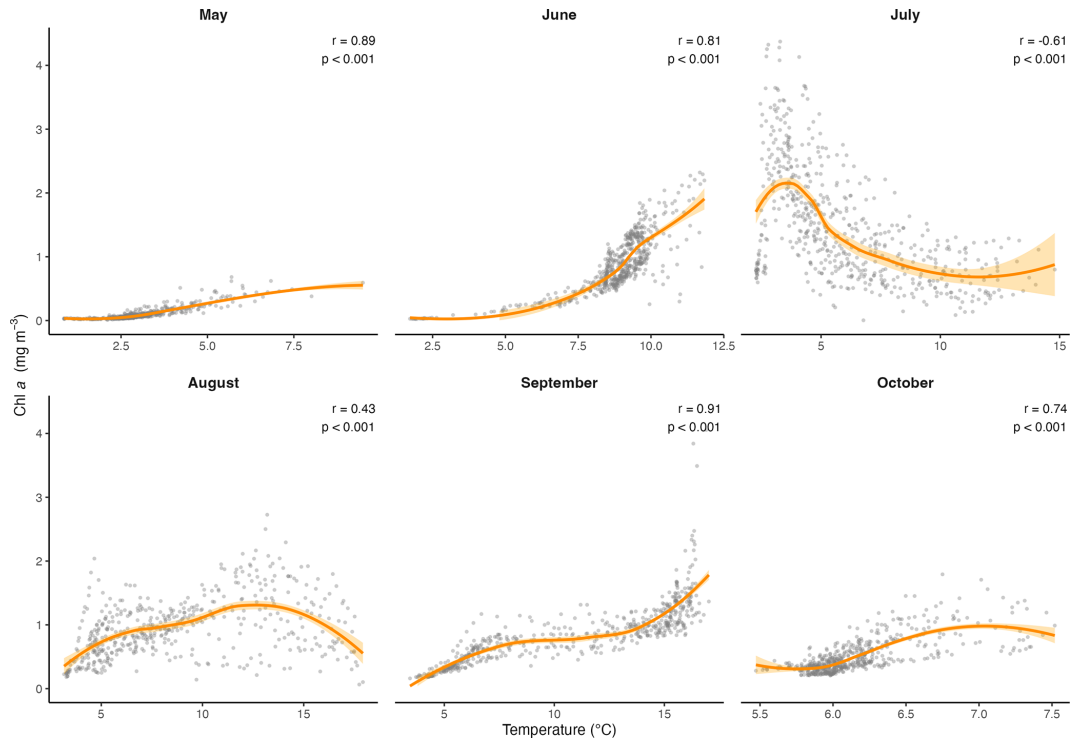 May
June
July
r = 0.89
p < 0.001
r = 0.81
p < 0.001
r = -0.61
p < 0.001
4
3
2
1
0
2.5
5.0
7.5
2.5
5.0
7.5
10.0
12.5
5
10
15
Chl a (mg m⁻³)
August
September
October
r = 0.43
p < 0.001
r = 0.91
p < 0.001
r = 0.74
p < 0.001
4
3
2
1
0
5
10
15
5
10
15
5.5
6.0
6.5
7.0
7.5
Temperature (°C)